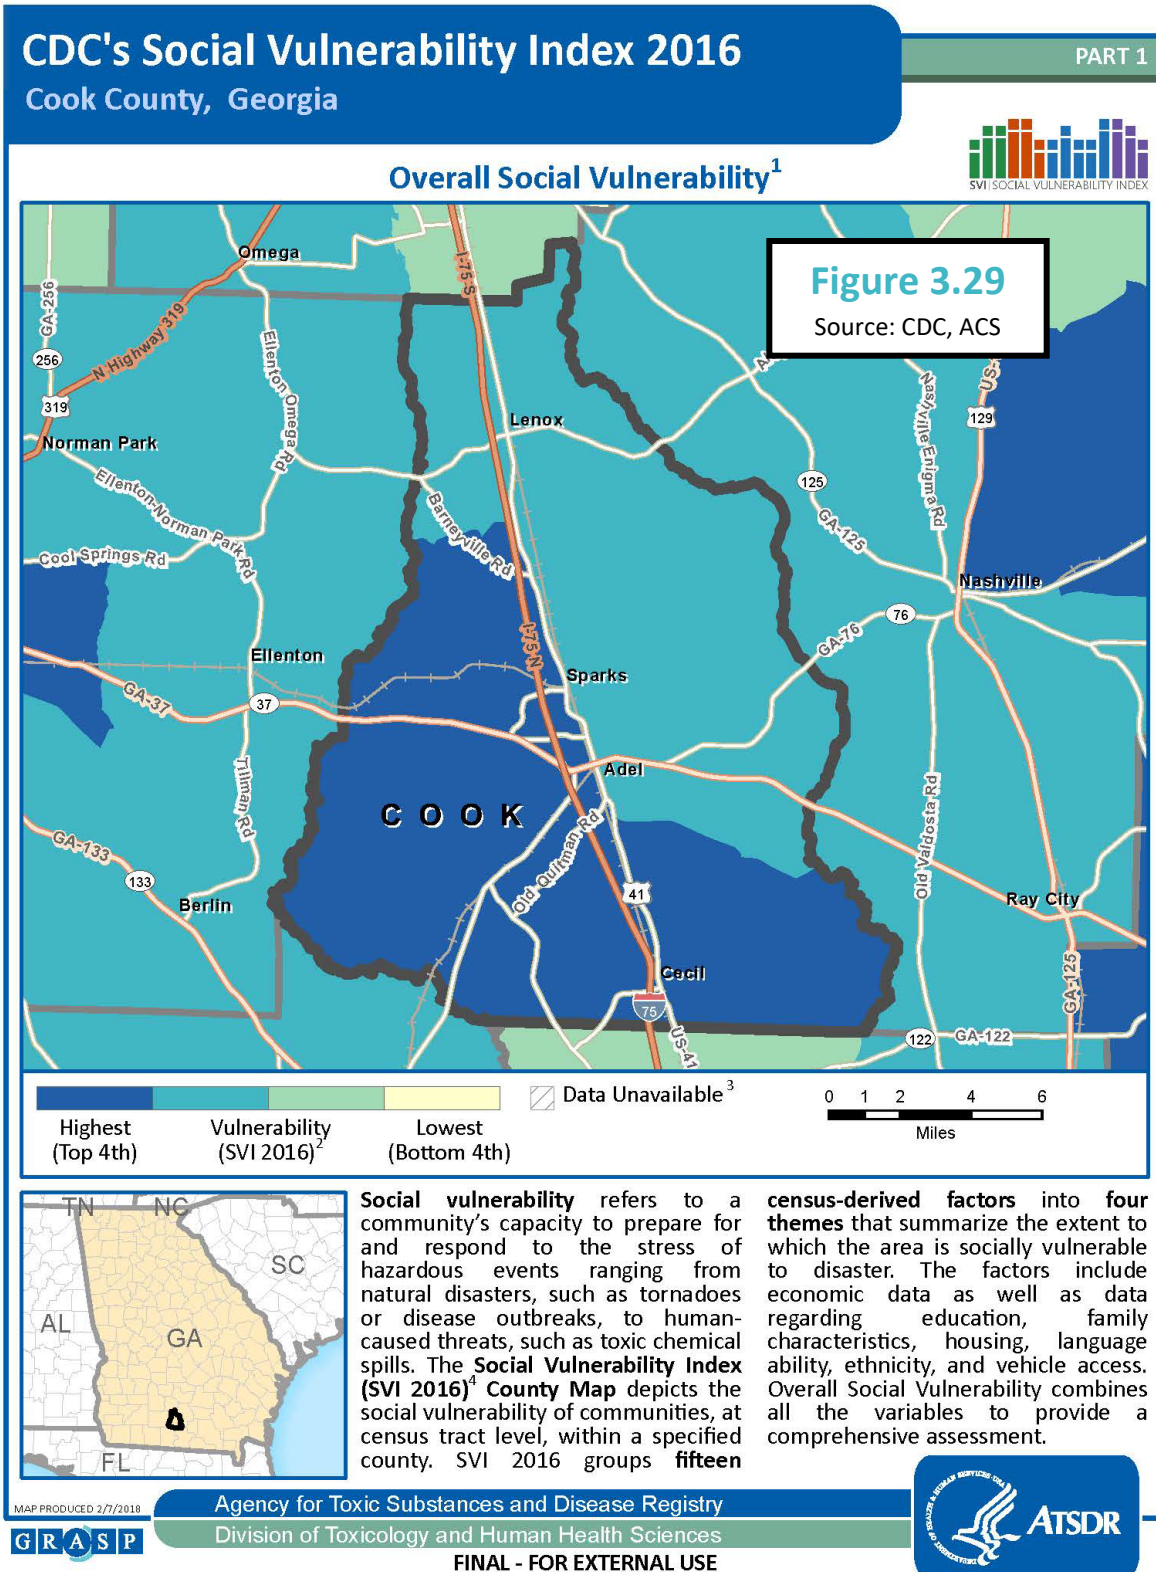 CDC's Social Vulnerability Index 2016
Cook County, Georgia
PART 1
SVI | SOCIAL VULNERABILITY INDEX
Overall Social Vulnerability1
Figure 3.29
Source: CDC, ACS
Omega
I-75-S
GA-256
256
N Highway 319
319
Norman Park
Ellenton Omega Rd
Lenox
US-
129
Nashville Enigma Rd
125
GA-125
Ellenton-Norman Park Rd
Cool Springs Rd
Barneyville Rd
Nashville
76
GA-76
I-75-N
Ellenton
Sparks
GA-37
37
Adel
Tillman Rd
COOK
Old Quitman Rd
Old Valdosta Rd
GA-133
133
Berlin
41
Ray City
Cecil
75
US-41
GA-125
122
GA-122
Highest
(Top 4th)
Vulnerability
(SVI 2016)2
Lowest
(Bottom 4th)
Data Unavailable3
0 1 2 4 6
Miles
TN
NC
SC
AL
GA
FL
Social vulnerability refers to a
community’s capacity to prepare for
and respond to the stress of
hazardous events ranging from
natural disasters, such as tornadoes
or disease outbreaks, to human-
caused threats, such as toxic chemical
spills. The Social Vulnerability Index
(SVI 2016)4 County Map depicts the
social vulnerability of communities, at
census tract level, within a specified
county. SVI 2016 groups fifteen
census-derived factors into four
themes that summarize the extent to
which the area is socially vulnerable
to disaster. The factors include
economic data as well as data
regarding education, family
characteristics, housing, language
ability, ethnicity, and vehicle access.
Overall Social Vulnerability combines
all the variables to provide a
comprehensive assessment.
MAP PRODUCED 2/7/2018
GRASP
Agency for Toxic Substances and Disease Registry
Division of Toxicology and Human Health Sciences
FINAL - FOR EXTERNAL USE
DEPARTMENT OF HEALTH & HUMAN SERVICES·USA
ATSDR